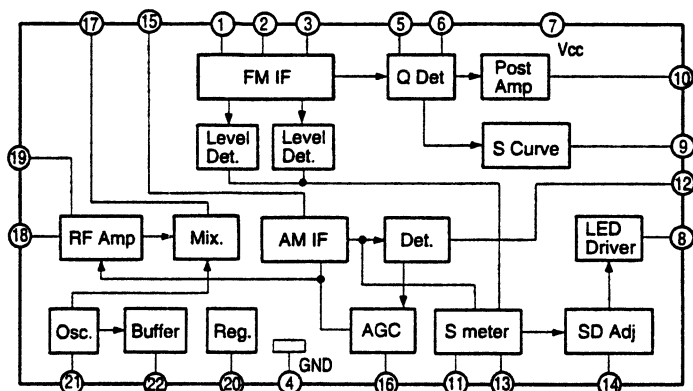 17
15
1
2
3
5
6
7
Vcc
FM IF
Q Det
Post
Amp
10
Level
Det.
Level
Det.
S Curve
9
19
12
18
RF Amp
Mix.
AM IF
Det.
LED
Driver
8
Osc.
Buffer
Reg.
GND
AGC
S meter
SD Adj
21
22
20
4
16
11
13
14